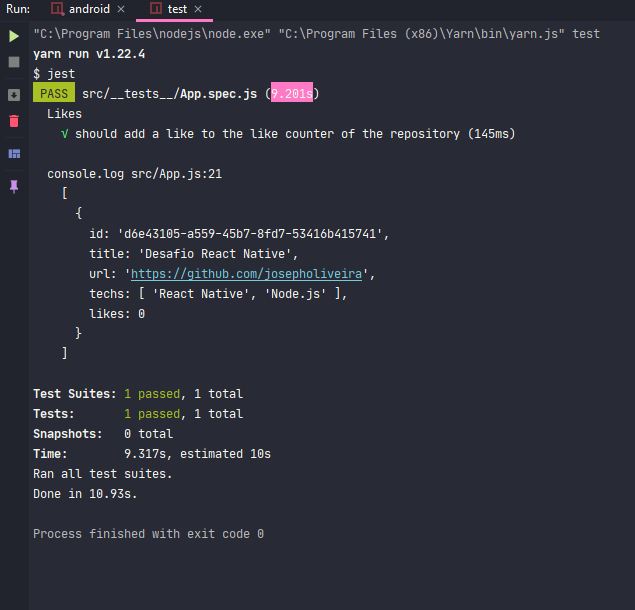 Run: android × test ×
"C:\Program Files\nodejs\node.exe" "C:\Program Files (x86)\Yarn\bin\yarn.js" test
yarn run v1.22.4
$ jest
PASS src/__tests__/App.spec.js (9.201s)
Likes
√ should add a like to the like counter of the repository (145ms)
console.log src/App.js:21
[
{
id: 'd6e43105-a559-45b7-8fd7-53416b415741',
title: 'Desafio React Native',
url: 'https://github.com/josepholiveira',
techs: [ 'React Native', 'Node.js' ],
likes: 0
}
]
Test Suites: 1 passed, 1 total
Tests: 1 passed, 1 total
Snapshots: 0 total
Time: 9.317s, estimated 10s
Ran all test suites.
Done in 10.93s.
Process finished with exit code 0